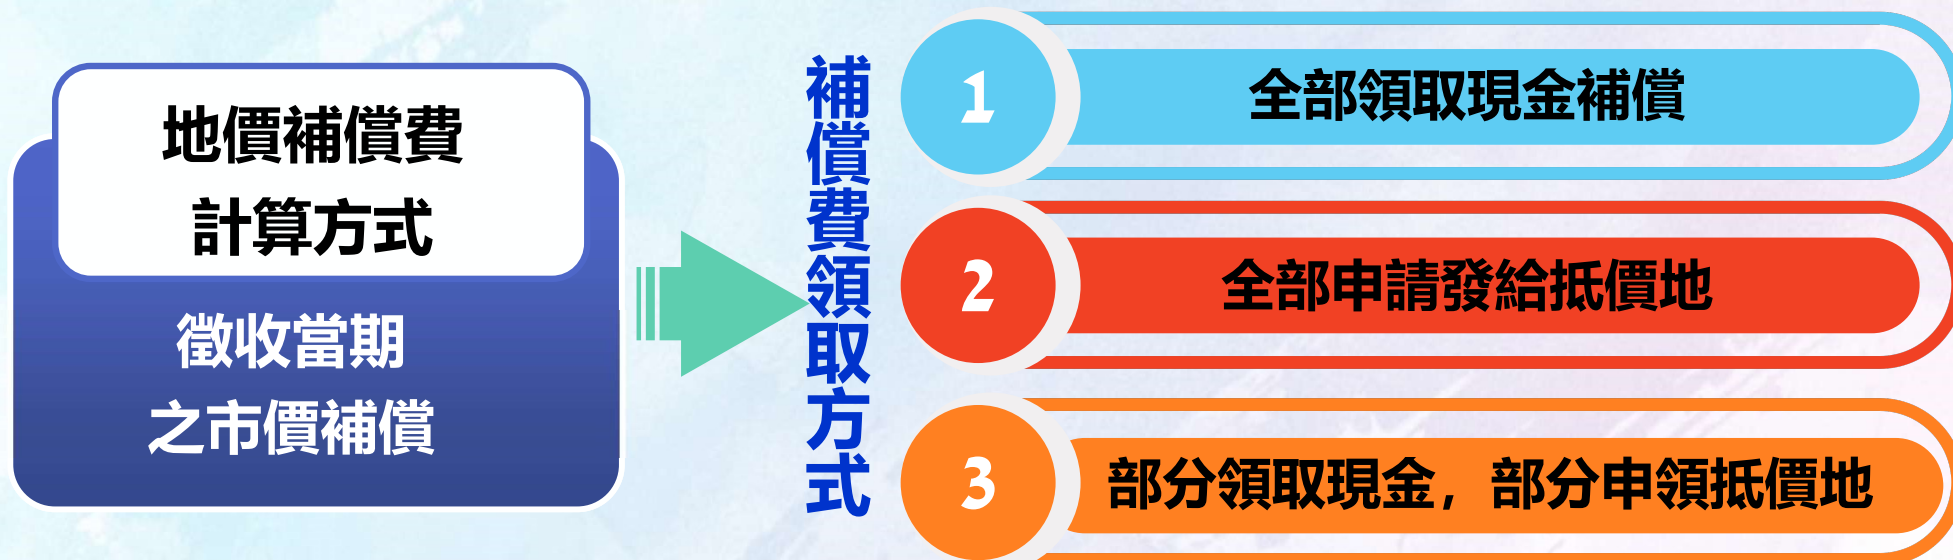 地價補償費
計算方式
徵收當期
之市價補償
補償費領取方式
1
全部領取現金補償
2
全部申請發給抵價地
3
部分領取現金，部分申領抵價地